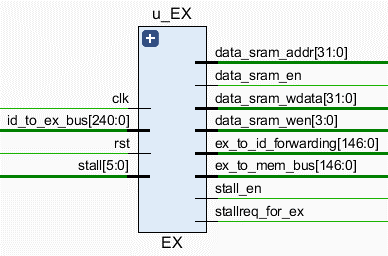 u_EX
data_sram_addr[31:0]
data_sram_en
clk
data_sram_wdata[31:0]
id_to_ex_bus[240:0]
data_sram_wen[3:0]
rst
ex_to_id_forwarding[146:0]
stall[5:0]
ex_to_mem_bus[146:0]
stall_en
stallreq_for_ex
EX